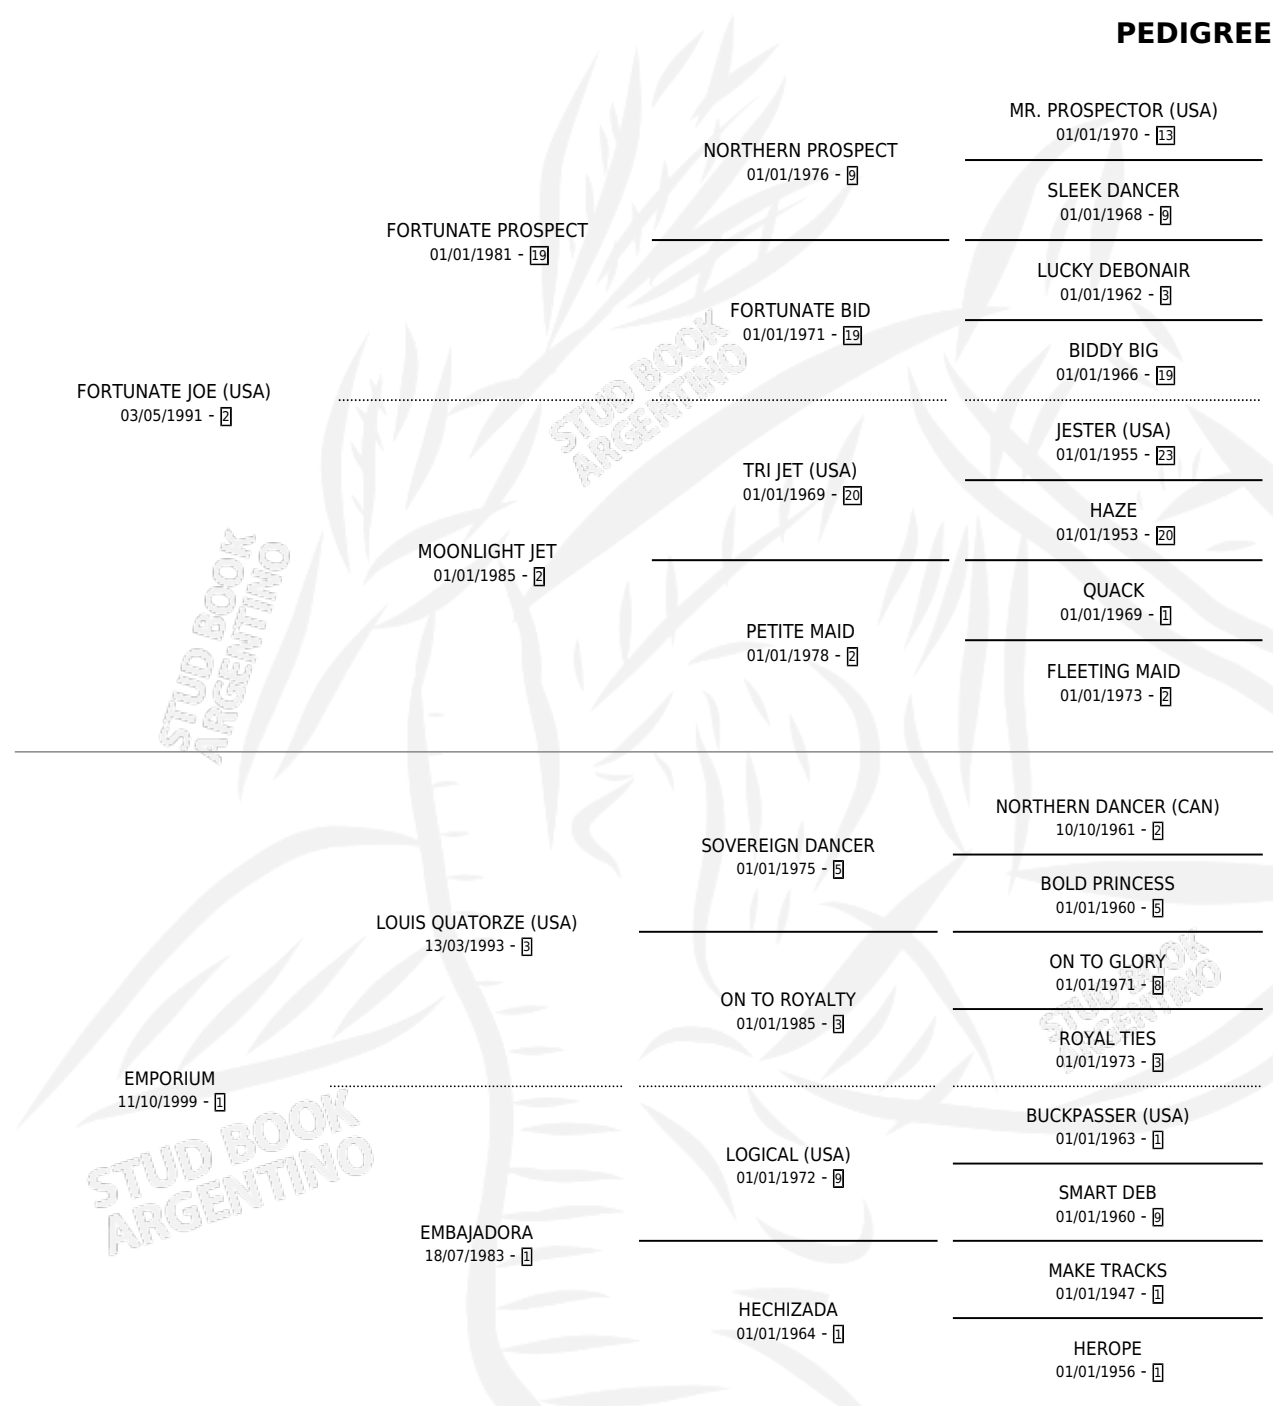 PEDIGREE
MR. PROSPECTOR (USA)
01/01/1970 - 13
NORTHERN PROSPECT
01/01/1976 - 9
SLEEK DANCER
01/01/1968 - 9
FORTUNATE PROSPECT
01/01/1981 - 19
LUCKY DEBONAIR
01/01/1962 - 3
FORTUNATE BID
01/01/1971 - 19
BIDDY BIG
01/01/1966 - 19
FORTUNATE JOE (USA)
03/05/1991 - 2
STUD BOOK
ARGENTINO
JESTER (USA)
01/01/1955 - 23
TRI JET (USA)
01/01/1969 - 20
HAZE
01/01/1953 - 20
MOONLIGHT JET
01/01/1985 - 2
QUACK
01/01/1969 - 1
PETITE MAID
01/01/1978 - 2
FLEETING MAID
01/01/1973 - 2
STUD BOOK
ARGENTINO
NORTHERN DANCER (CAN)
10/10/1961 - 2
SOVEREIGN DANCER
01/01/1975 - 5
BOLD PRINCESS
01/01/1960 - 5
LOUIS QUATORZE (USA)
13/03/1993 - 3
ON TO GLORY
01/01/1971 - 8
ON TO ROYALTY
01/01/1985 - 3
STUD BOOK
ARGENTINO
ROYAL TIES
01/01/1973 - 3
EMPORIUM
11/10/1999 - 1
BUCKPASSER (USA)
01/01/1963 - 1
LOGICAL (USA)
01/01/1972 - 9
STUD BOOK
ARGENTINO
SMART DEB
01/01/1960 - 9
EMBAJADORA
18/07/1983 - 1
MAKE TRACKS
01/01/1947 - 1
HECHIZADA
01/01/1964 - 1
HEROPE
01/01/1956 - 1